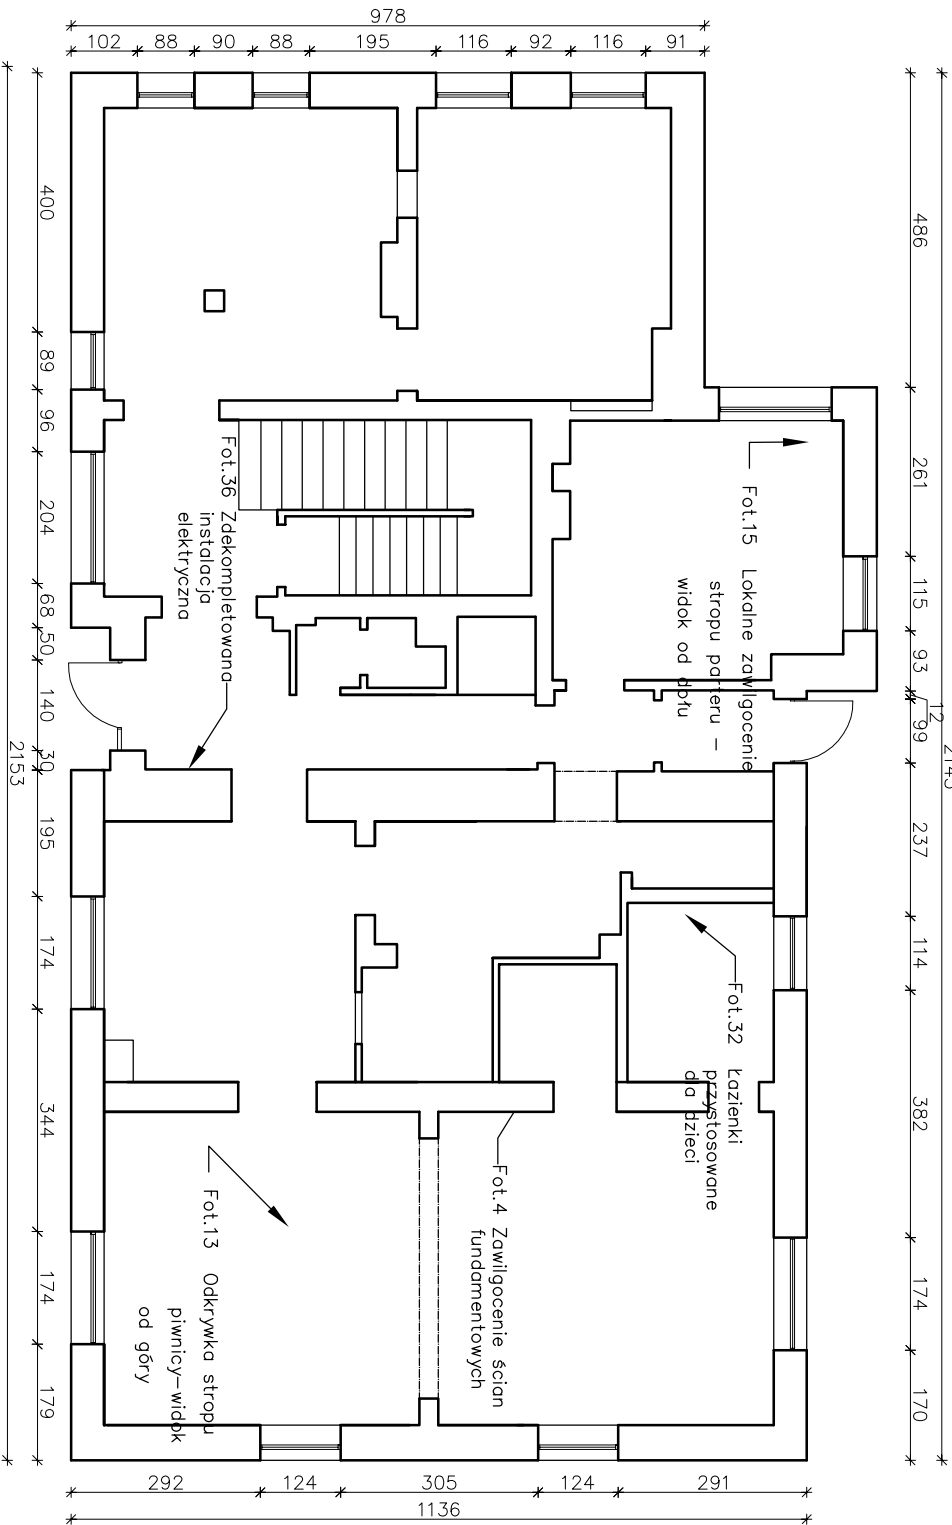 978
102 88 90 88 195 116 92 116 91
2153
400
89
96
204
68
50
140
30
195
174
344
174
179
486
261
115
93
12
99
237
114
382
174
170
2145
Fot.15 Lokalne zawilgocenie
stropu parteru –
widok od dołu
Fot.36 Zdekompletowana
instalacja
elektryczna
Fot.32 Łazienki
przystosowane
dla dzieci
Fot.4 Zawilgocenie ścian
fundamentowych
Fot.13 Odkrywka stropu
piwnicy–widok
od góry
292 124 305 124 291
1136